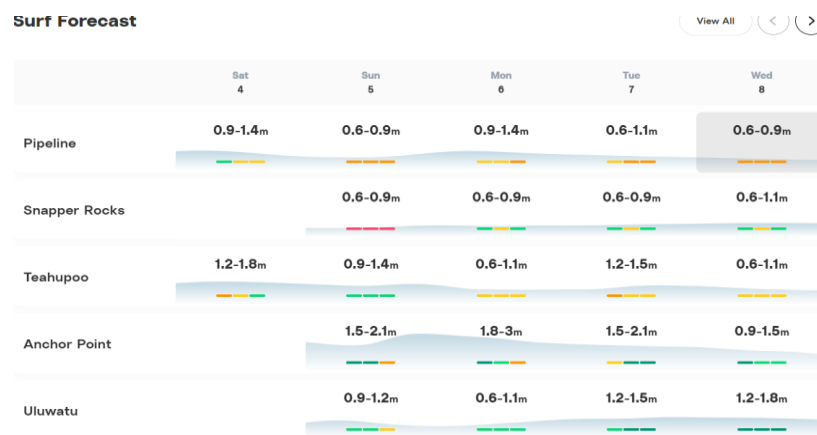 Surf Forecast
View All
Sat Sun Mon Tue Wed
4 5 6 7 8
Pipeline 0.9-1.4m 0.6-0.9m 0.9-1.4m 0.6-1.1m 0.6-0.9m
Snapper Rocks 0.6-0.9m 0.6-0.9m 0.6-0.9m 0.6-1.1m
Teahupoo 1.2-1.8m 0.9-1.4m 0.6-1.1m 1.2-1.5m 0.6-1.1m
Anchor Point 1.5-2.1m 1.8-3m 1.5-2.1m 0.9-1.5m
Uluwatu 0.9-1.2m 0.6-1.1m 1.2-1.5m 1.2-1.8m